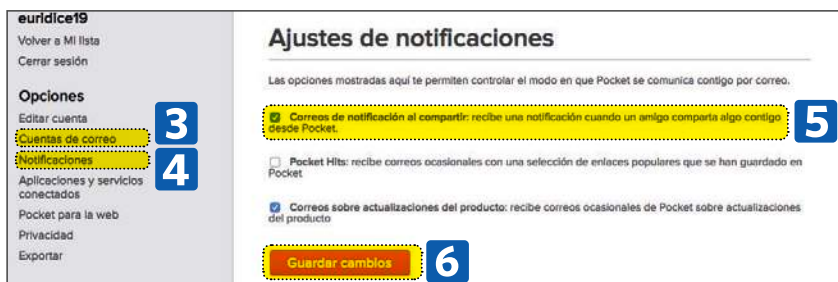 euridice19
Volver a Mi lista
Cerrar sesión
Opciones
Editar cuenta
Cuentas de correo
3
Notificaciones
4
Aplicaciones y servicios
conectados
Pocket para la web
Privacidad
Exportar
Ajustes de notificaciones
Las opciones mostradas aquí te permiten controlar el modo en que Pocket se comunica contigo por correo.
Correos de notificación al compartir: recibe una notificación cuando un amigo comparta algo contigo
desde Pocket.
5
Pocket Hits: recibe correos ocasionales con una selección de enlaces populares que se han guardado en
Pocket
Correos sobre actualizaciones del producto: recibe correos ocasionales de Pocket sobre actualizaciones
del producto
Guardar cambios
6